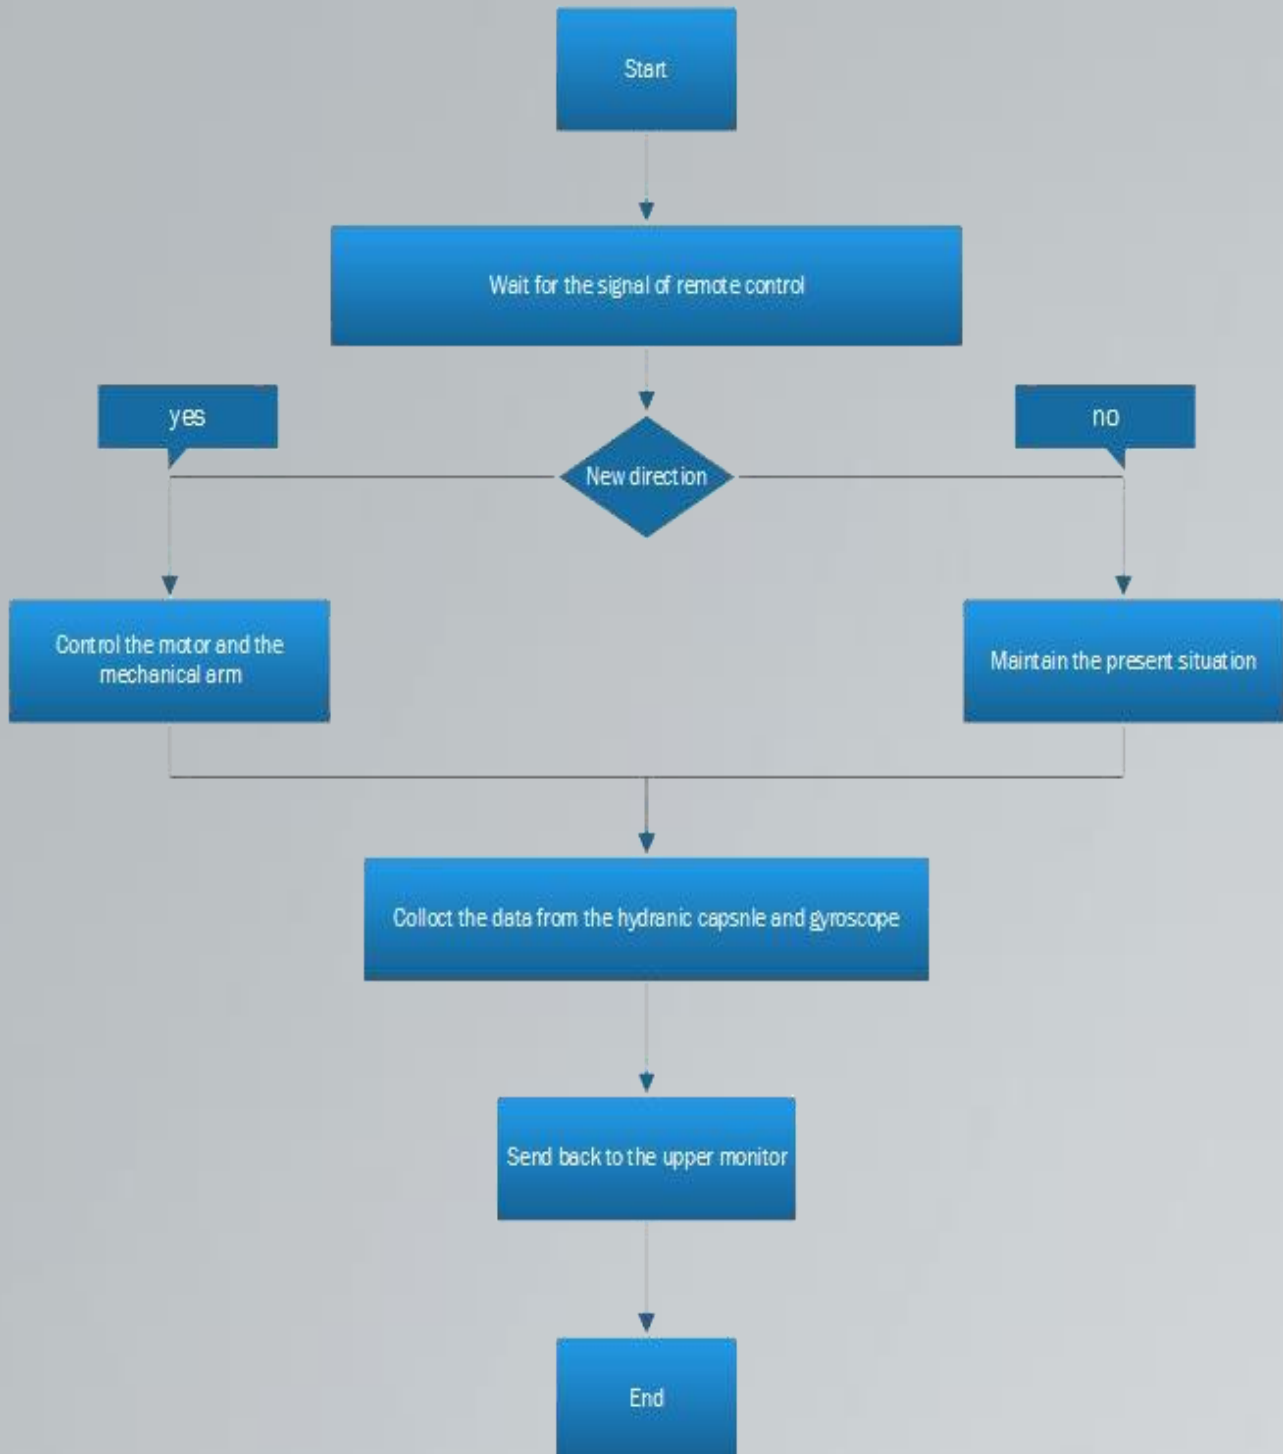 Start
Wait for the signal of remote control
yes
no
New direction
Control the motor and the
mechanical arm
Maintain the present situation
Colloct the data from the hydranic capsnle and gyroscope
Send back to the upper monitor
End